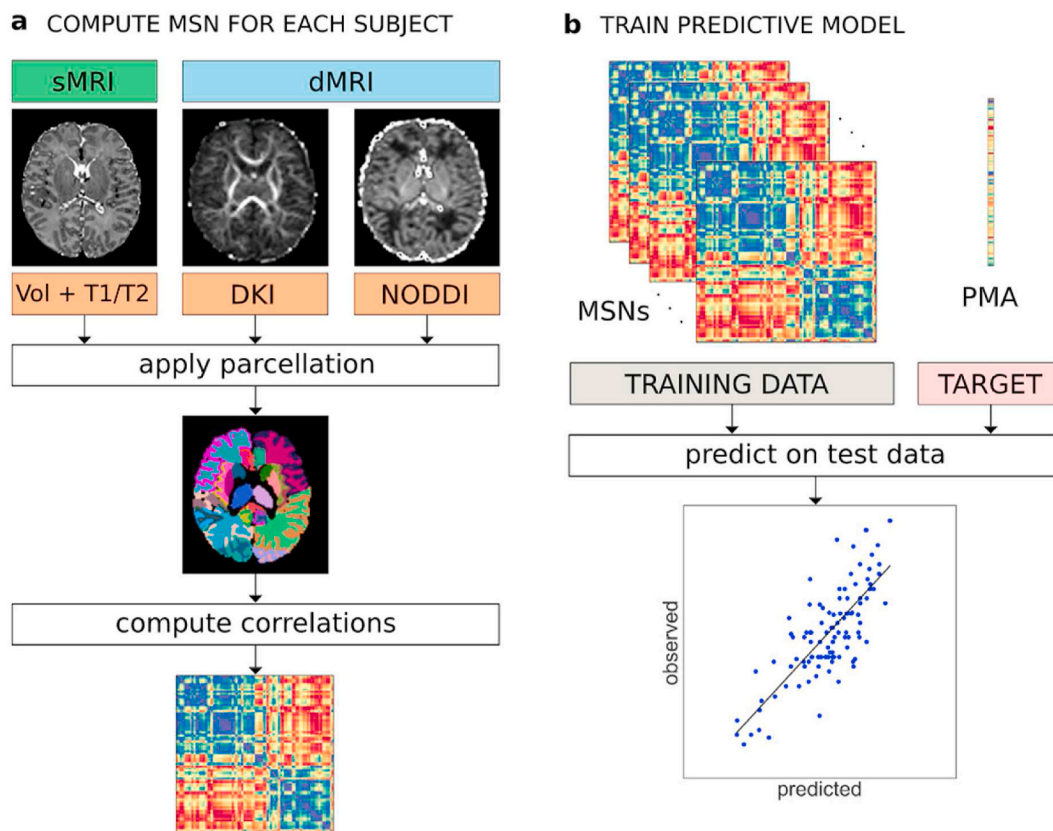 a COMPUTE MSN FOR EACH SUBJECT
sMRI
dMRI
Vol + T1/T2
DKI
NODDI
apply parcellation
compute correlations
b TRAIN PREDICTIVE MODEL
MSNs
PMA
TRAINING DATA
TARGET
predict on test data
observed
predicted